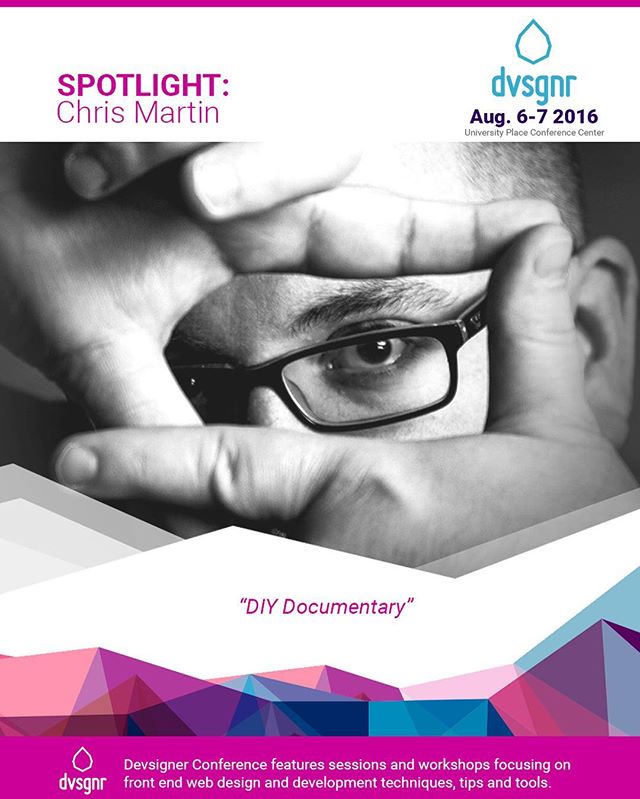 SPOTLIGHT:
Chris Martin
dvsgnr
Aug. 6-7 2016
University Place Conference Center
“DIY Documentary”
dvsgnr
Devsigner Conference features sessions and workshops focusing on
front end web design and development techniques, tips and tools.